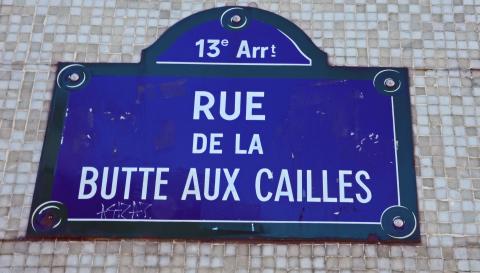 13e Arrt
RUE
DE LA
BUTTE AUX CAILLES